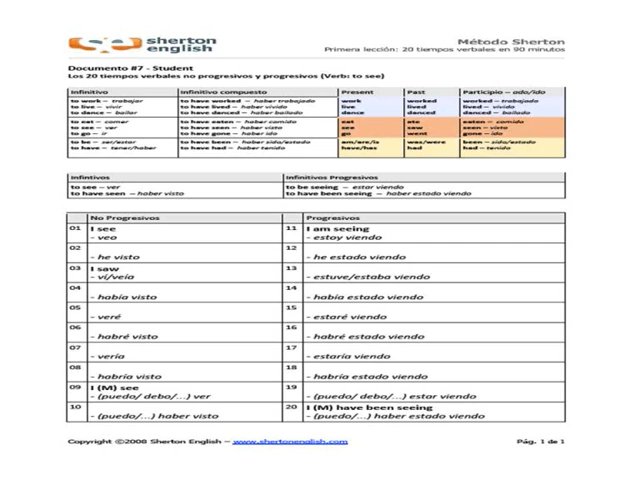 sherton
english
Método Sherton
Primera lección: 20 tiempos verbales en 90 minutos
Documento #7 - Student
Los 20 tiempos verbales no progresivos y progresivos (Verb: to see)
Infinitivo Infinitivo compuesto Present Past Participio – ado/ido
to work – trabajar to have worked – haber trabajado work worked worked – trabajado
to live – vivir to have lived – haber vivido live lived lived – vivido
to dance – bailar to have danced – haber bailado dance danced danced – bailado
to eat – comer to have eaten – haber comido eat ate eaten – comido
to see – ver to have seen – haber visto see saw seen – visto
to go – ir to have gone – haber ido go went gone – ido
to be – ser/estar to have been – haber sido/estado am/are/is was/were been – sido/estado
to have – tener/haber to have had – haber tenido have/has had had – tenido
Infintivos Infinitivos Progresivos
to see – ver to be seeing – estar viendo
to have seen – haber visto to have been seeing – haber estado viendo
No Progresivos Progresivos
01 I see 11 I am seeing
- veo - estoy viendo
02 12
- he visto - he estado viendo
03 I saw 13
- ví/veía - estuve/estaba viendo
04 14
- había visto - había estado viendo
05 15
- veré - estaré viendo
06 16
- habré visto - habré estado viendo
07 17
- vería - estaría viendo
08 18
- habría visto - habría estado viendo
09 I (M) see 19
- (puedo/ debo/...) ver - (puedo/ debo/...) estar viendo
10 20 I (M) have been seeing
- (puedo/...) haber visto - (puedo/...) haber estado viendo
Copyright ©2008 Sherton English – www.shertonenglish.com Pág. 1 de 1